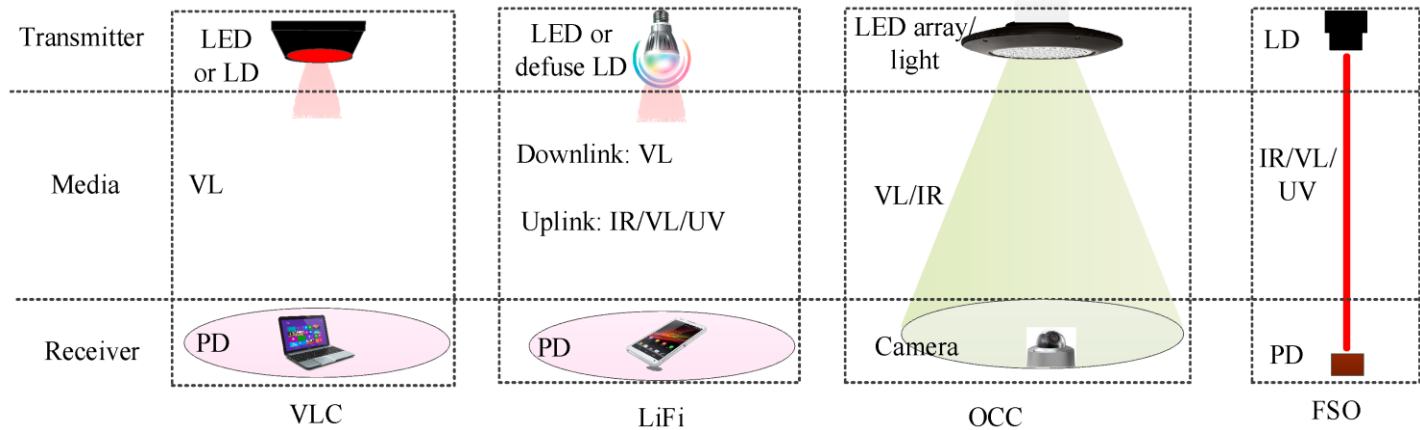 Transmitter
LED
or LD
LED or
defuse LD
LED array/
light
LD
Media
VL
Downlink: VL
Uplink: IR/VL/UV
VL/IR
IR/VL/
UV
Receiver
PD
PD
Camera
PD
VLC
LiFi
OCC
FSO